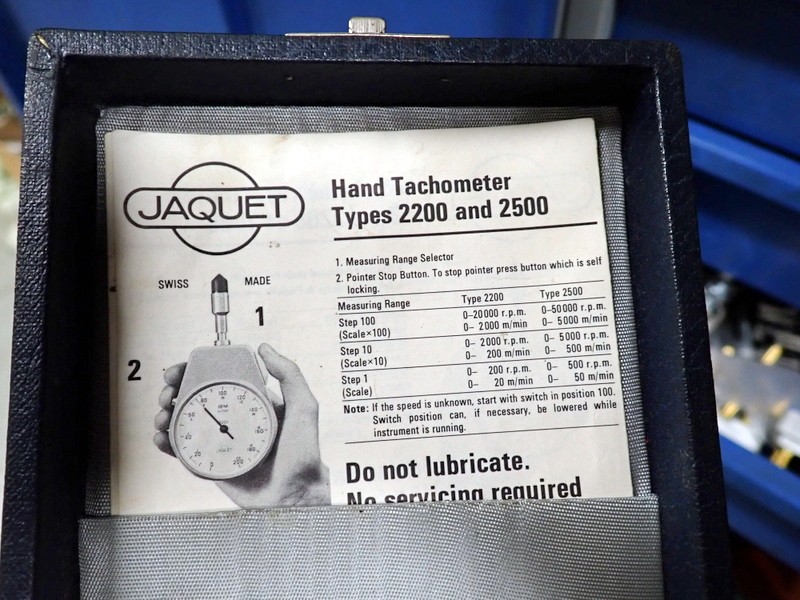 JAQUET
Hand Tachometer
Types 2200 and 2500
SWISS MADE
1
2
1. Measuring Range Selector
2. Pointer Stop Button. To stop pointer press button which is self
locking.
Measuring Range Type 2200 Type 2500
Step 100 0–20000 r.p.m. 0–50000 r.p.m.
(Scale×100) 0– 2000 m/min 0– 5000 m/min
Step 10 0– 2000 r.p.m. 0– 5000 r.p.m.
(Scale×10) 0– 200 m/min 0– 500 m/min
Step 1 0– 200 r.p.m. 0– 500 r.p.m.
(Scale) 0– 20 m/min 0– 50 m/min
Note: If the speed is unknown, start with switch in position 100.
Switch position can, if necessary, be lowered while
instrument is running.
Do not lubricate.
No servicing required